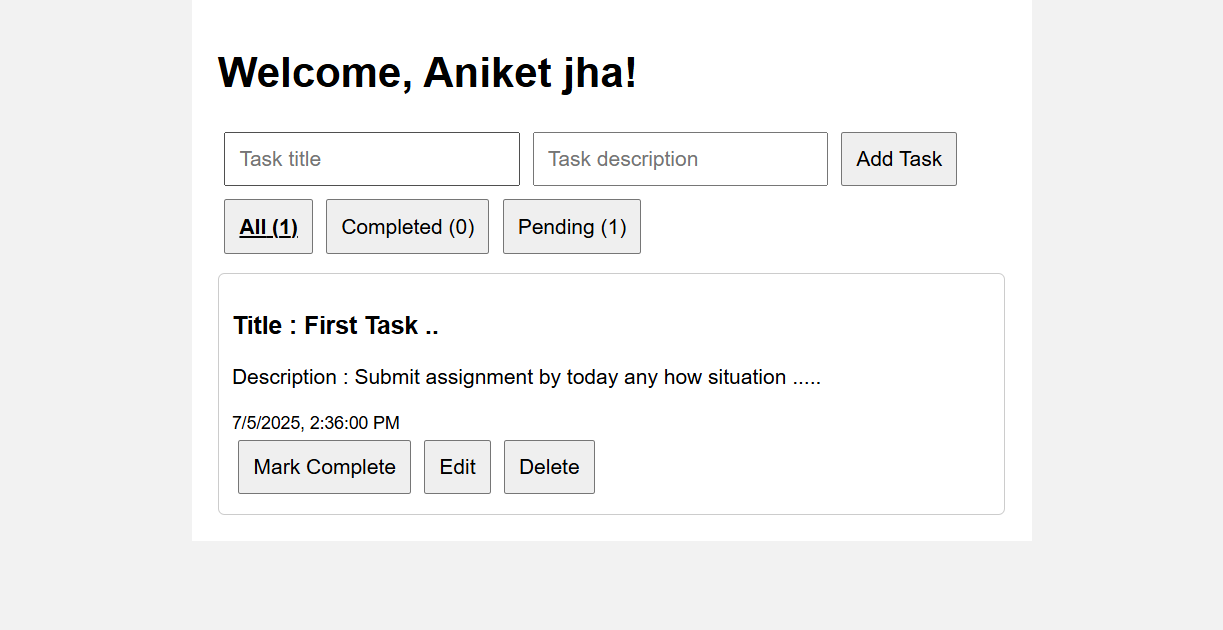 Welcome, Aniket jha!
Task title Task description Add Task
All (1) Completed (0) Pending (1)
Title : First Task ..
Description : Submit assignment by today any how situation .....
7/5/2025, 2:36:00 PM
Mark Complete Edit Delete